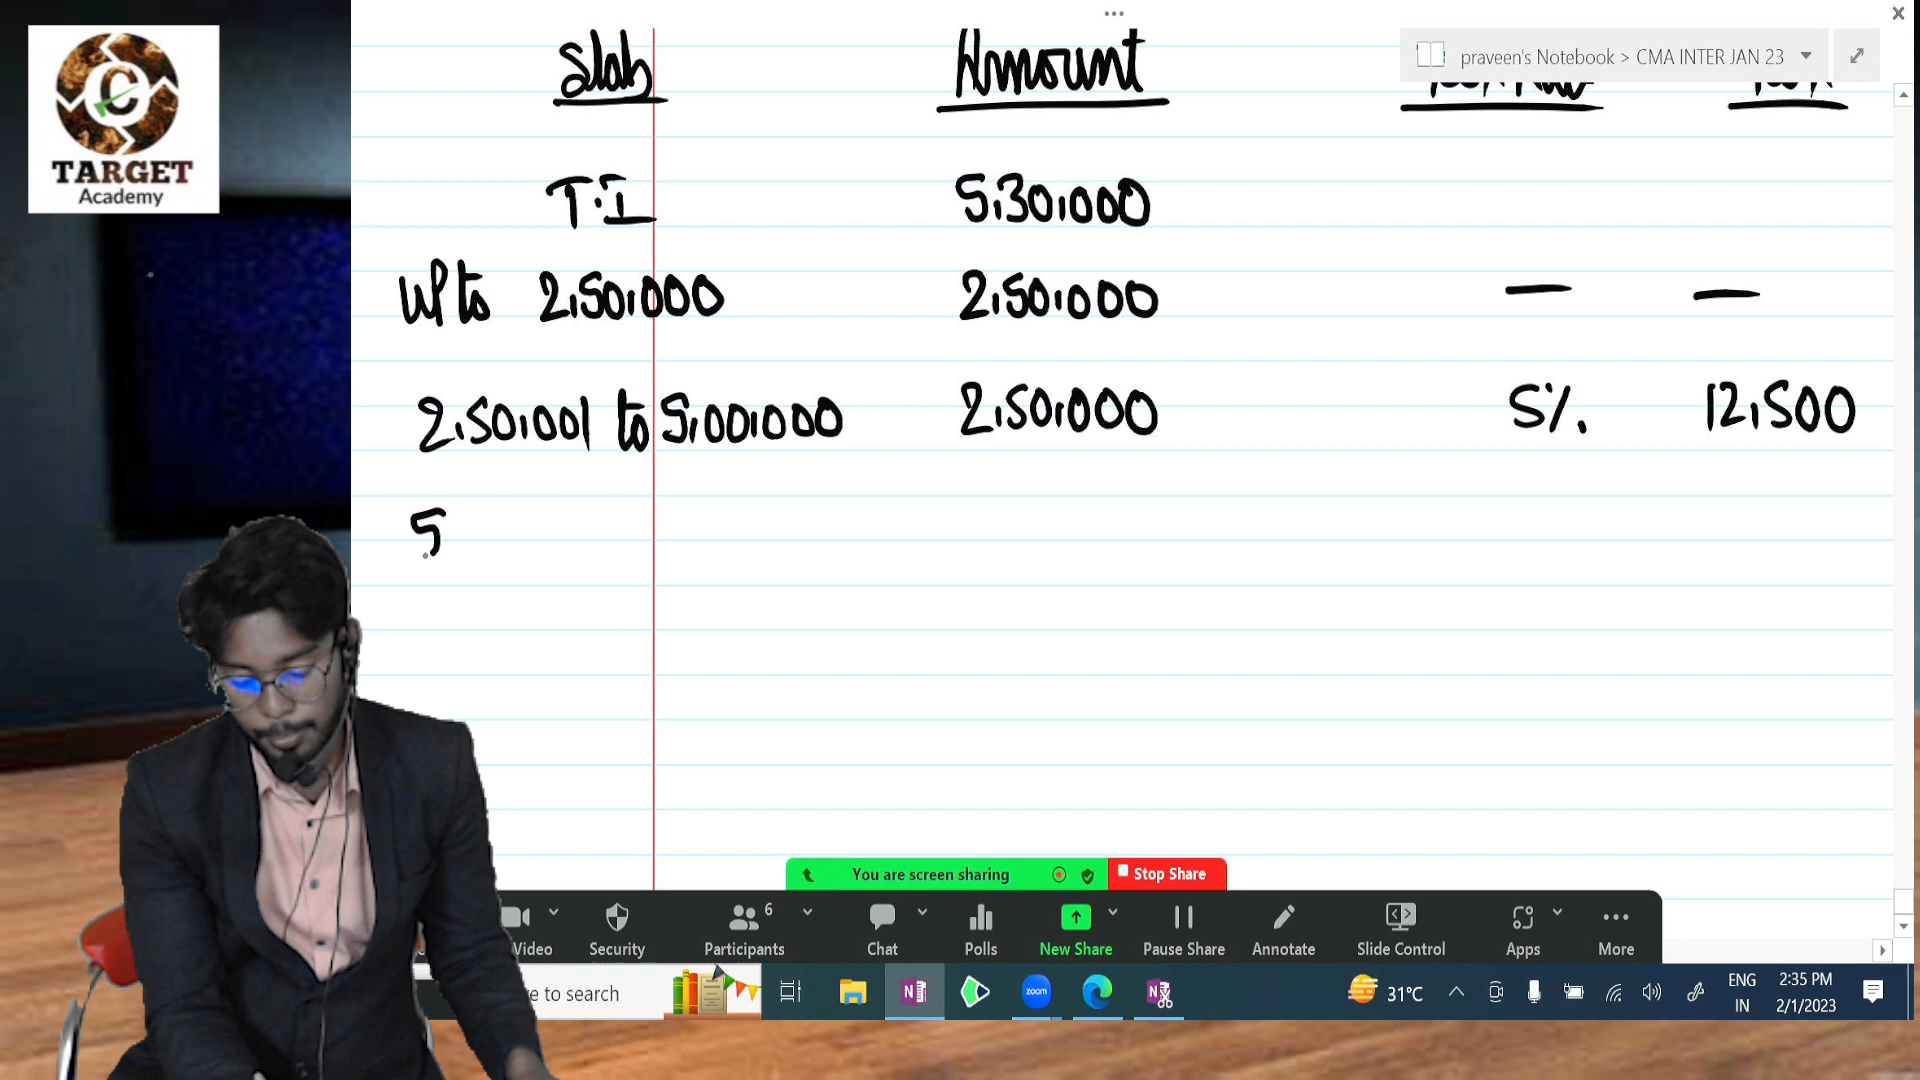 TARGET
Academy
praveen's Notebook > CMA INTER JAN 23
Slab Amount
T.I 5,30,000
UP to 2,50,000 2,50,000 — —
2,50,001 to 5,00,000 2,50,000 5% 12,500
5
You are screen sharing Stop Share
Video Security Participants 6 Chat Polls New Share Pause Share Annotate Slide Control Apps More
e to search
zoom
31°C
ENG
IN
2:35 PM
2/1/2023